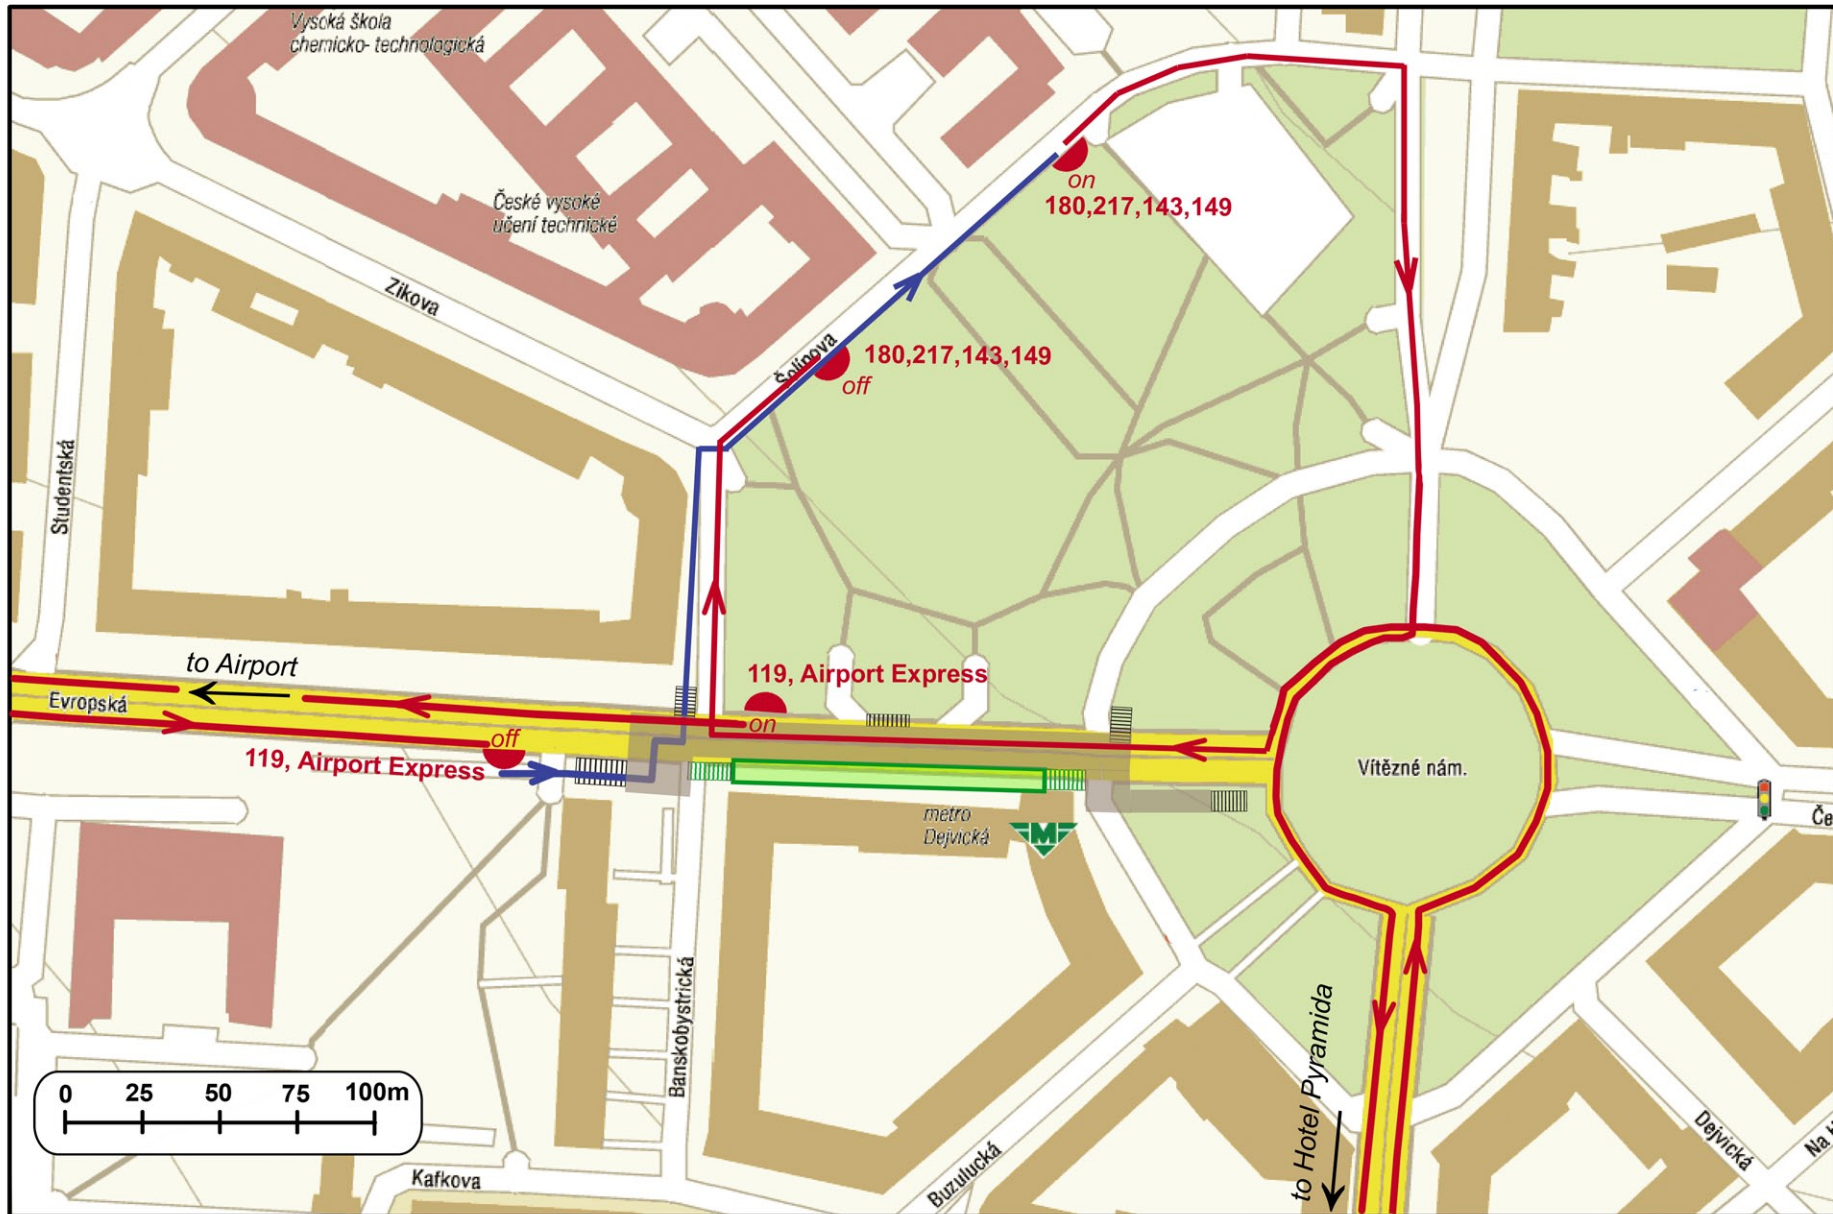 Vysoká škola
chemicko- technologická
České vysoké
učení technické
on
180,217,143,149
Zikova
Šolínova
180,217,143,149
off
Studentská
to Airport
119, Airport Express
on
Evropská
off
119, Airport Express
Vítězné nám.
metro
Dejvická
M
Če
Banskobystrická
to Hotel Pyramida
0 25 50 75 100m
Dejvická
Kafkova
Buzulucká